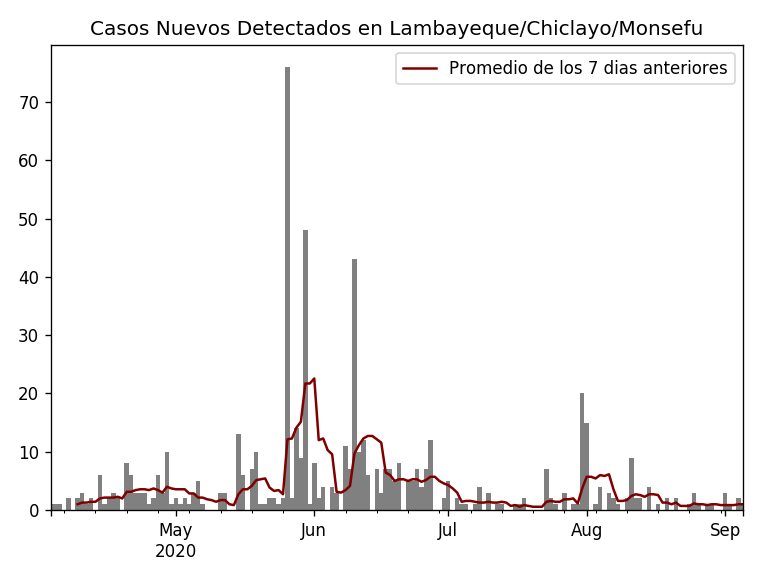 Casos Nuevos Detectados en Lambayeque/Chiclayo/Monsefu
Promedio de los 7 dias anteriores
70
60
50
40
30
20
10
0
May
2020
Jun
Jul
Aug
Sep